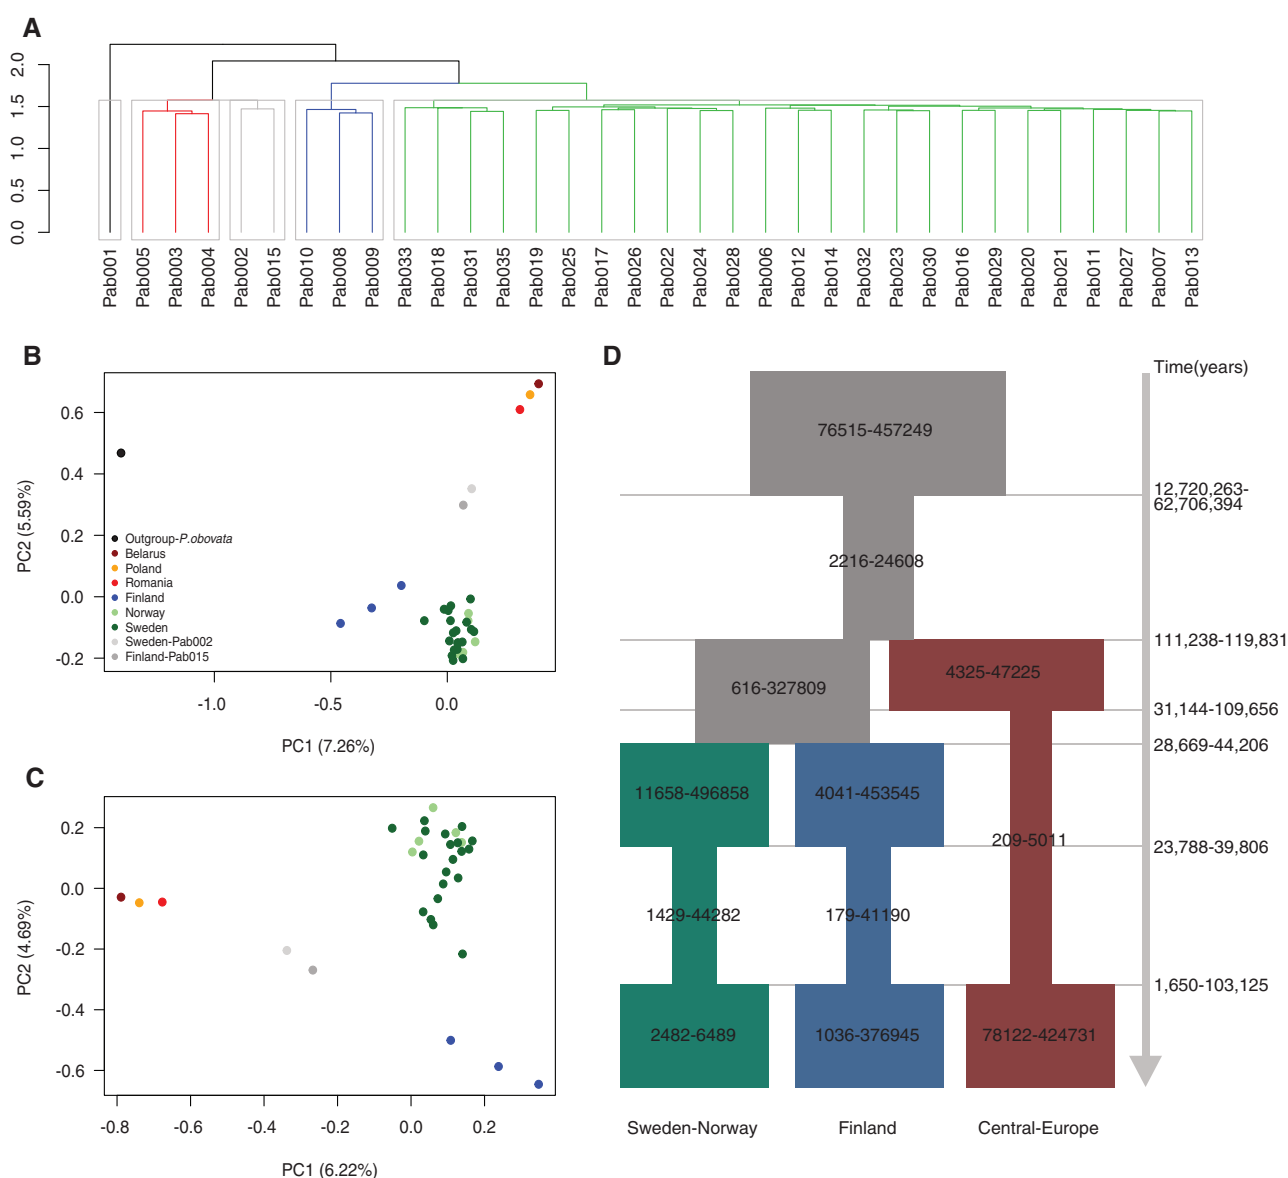 A
2.0
1.5
1.0
0.5
0.0
Pab001
Pab005
Pab003
Pab004
Pab002
Pab015
Pab010
Pab008
Pab009
Pab033
Pab018
Pab031
Pab035
Pab019
Pab025
Pab017
Pab026
Pab022
Pab024
Pab028
Pab006
Pab012
Pab014
Pab032
Pab023
Pab030
Pab016
Pab029
Pab020
Pab021
Pab011
Pab027
Pab007
Pab013
B
PC2 (5.59%)
0.6
0.4
0.2
0.0
-0.2
Outgroup-P.obovata
Belarus
Poland
Romania
Finland
Norway
Sweden
Sweden-Pab002
Finland-Pab015
-1.0 -0.5 0.0
PC1 (7.26%)
C
PC2 (4.69%)
0.2
0.0
-0.2
-0.4
-0.6
-0.8 -0.6 -0.4 -0.2 0.0 0.2
PC1 (6.22%)
D
Time(years)
76515-457249
12,720,263-
62,706,394
2216-24608
111,238-119,831
616-327809
4325-47225
31,144-109,656
28,669-44,206
11658-496858
4041-453545
209-5011
23,788-39,806
1429-44282
179-41190
1,650-103,125
2482-6489
1036-376945
78122-424731
Sweden-Norway
Finland
Central-Europe